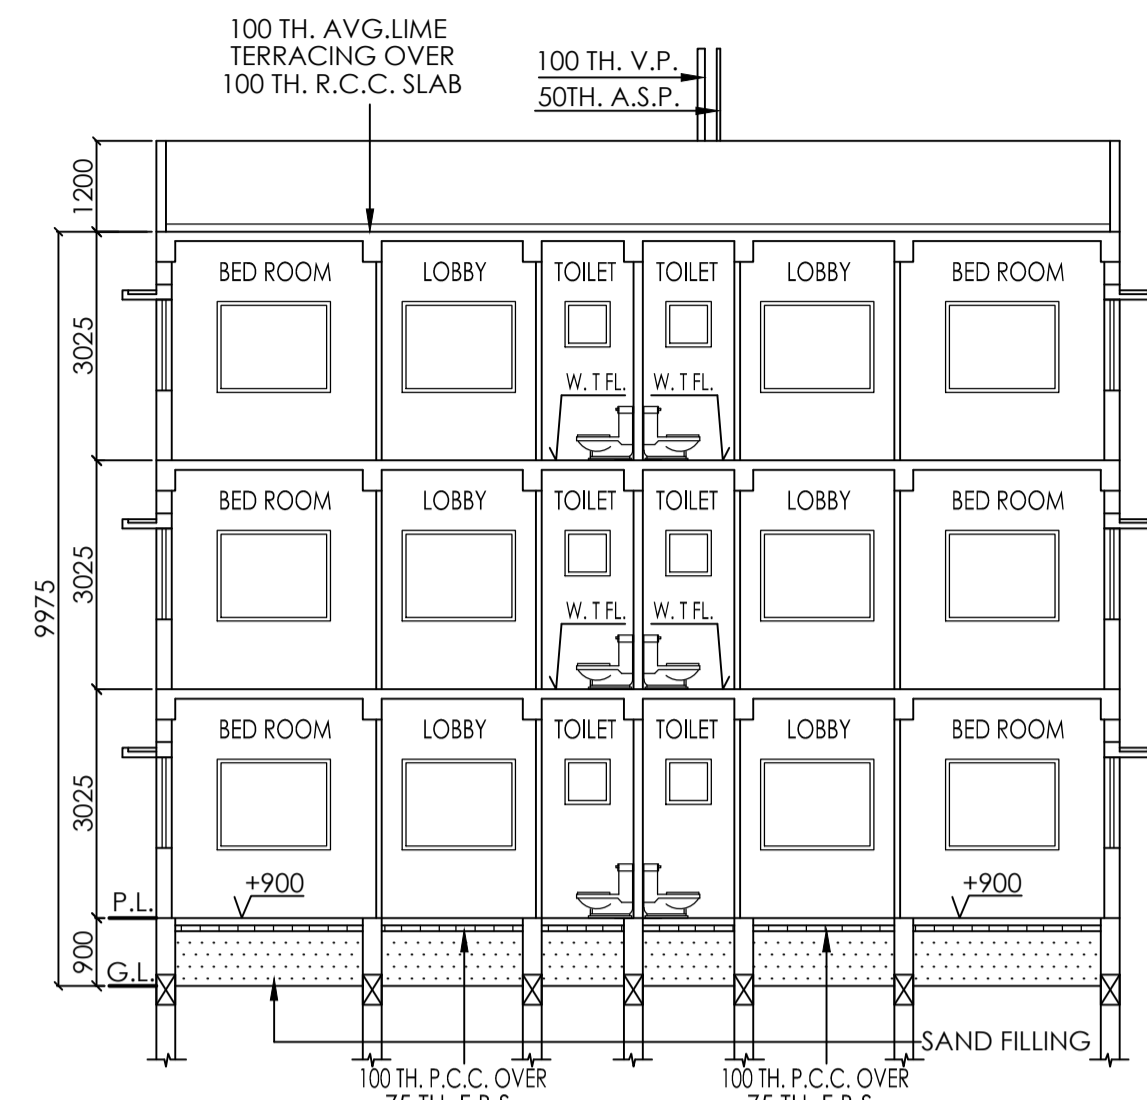 100 TH. AVG.LIME
TERRACING OVER
100 TH. R.C.C. SLAB
100 TH. V.P.
50TH. A.S.P.
1200
BED ROOM LOBBY TOILET TOILET LOBBY BED ROOM
3025
W. T FL. W. T FL.
BED ROOM LOBBY TOILET TOILET LOBBY BED ROOM
3025
9975
W. T FL. W. T FL.
BED ROOM LOBBY TOILET TOILET LOBBY BED ROOM
3025
+900 +900
P.L.
900
G.L.
SAND FILLING
100 TH. P.C.C. OVER 100 TH. P.C.C. OVER